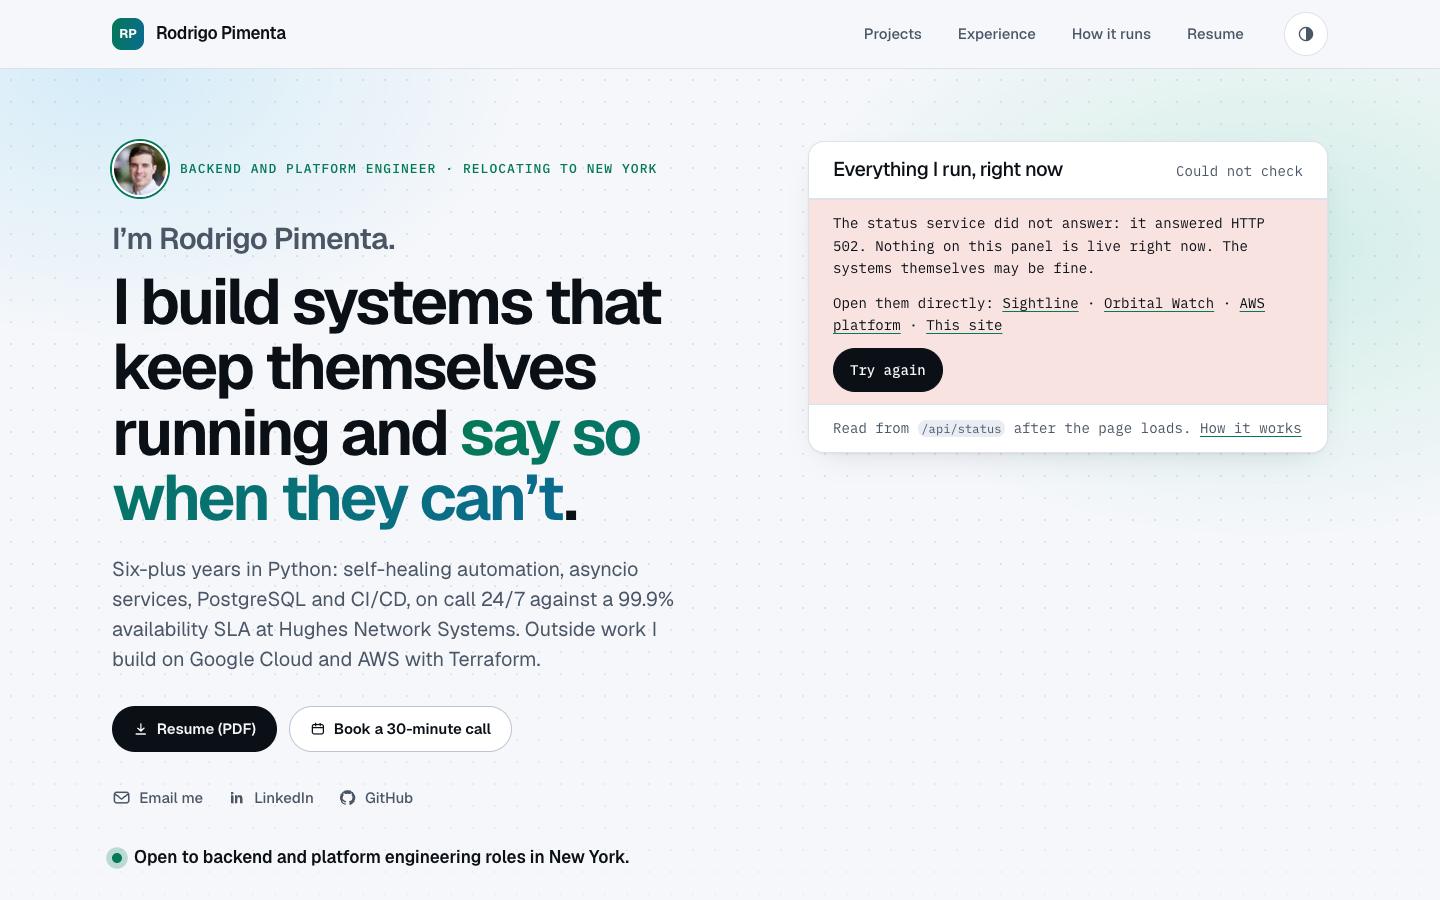 RP
Rodrigo Pimenta
Projects
Experience
How it runs
Resume
BACKEND AND PLATFORM ENGINEER · RELOCATING TO NEW YORK
I’m Rodrigo Pimenta.
I build systems that
keep themselves
running and say so
when they can’t.
Six-plus years in Python: self-healing automation, asyncio
services, PostgreSQL and CI/CD, on call 24/7 against a 99.9%
availability SLA at Hughes Network Systems. Outside work I
build on Google Cloud and AWS with Terraform.
Resume (PDF)
Book a 30-minute call
Email me
LinkedIn
GitHub
Open to backend and platform engineering roles in New York.
Everything I run, right now
Could not check
The status service did not answer: it answered HTTP
502. Nothing on this panel is live right now. The
systems themselves may be fine.
Open them directly: Sightline · Orbital Watch · AWS
platform · This site
Try again
Read from /api/status after the page loads. How it works